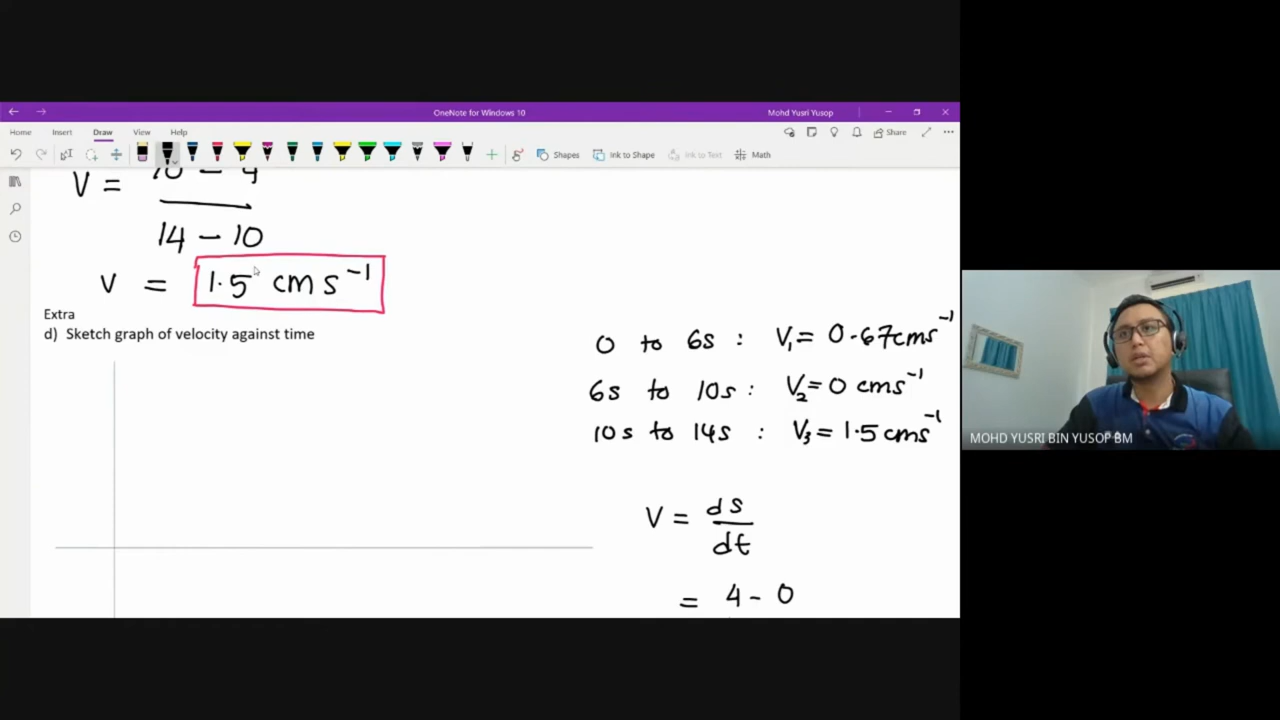 OneNote for Windows 10
Mohd Yusri Yusop
Home Insert Draw View Help
Share
Shapes Ink to Shape Ink to Text Math
V = 10 - 4
14 - 10
v = 1.5 cm s⁻¹
Extra
d) Sketch graph of velocity against time
0 to 6s : V₁ = 0.67cms⁻¹
6s to 10s : V₂ = 0 cms⁻¹
10s to 14s : V₃ = 1.5 cms⁻¹
V = ds
dt
= 4 - 0
MOHD YUSRI BIN YUSOP BM